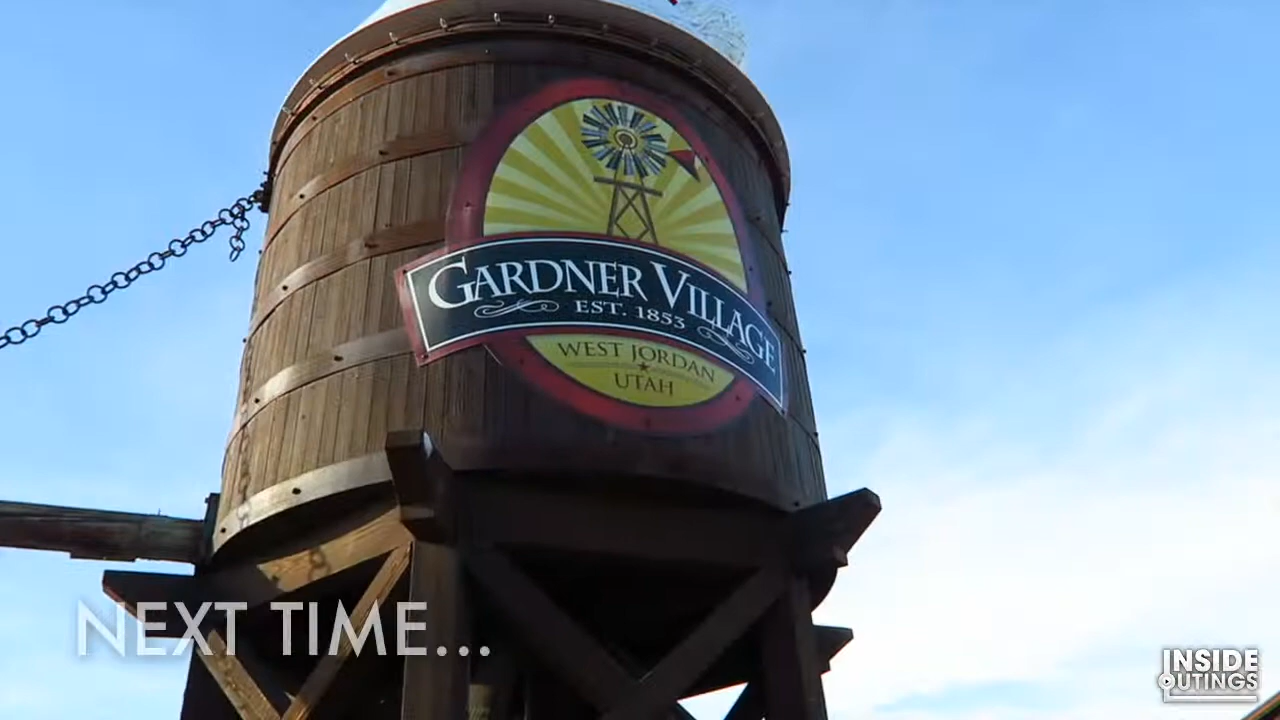 GARDNER VILLAGE
EST. 1853
WEST JORDAN
UTAH
NEXT TIME...
INSIDE
OUTINGS